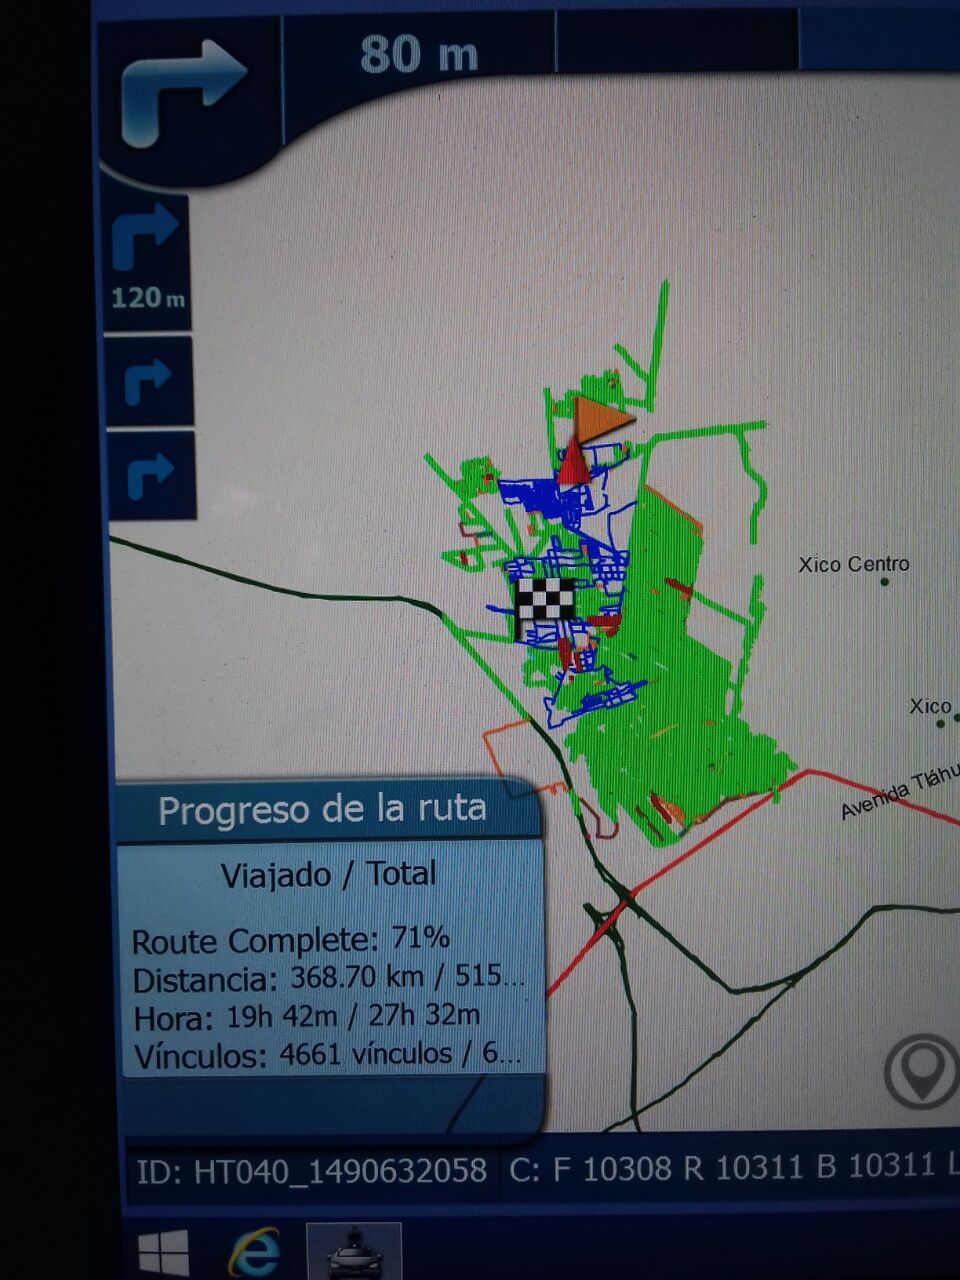 80 m
120 m
Xico Centro
Xico
Avenida Tláhu
Progreso de la ruta
Viajado / Total
Route Complete: 71%
Distancia: 368.70 km / 515...
Hora: 19h 42m / 27h 32m
Vínculos: 4661 vínculos / 6...
ID: HT040_1490632058 C: F 10308 R 10311 B 10311 L